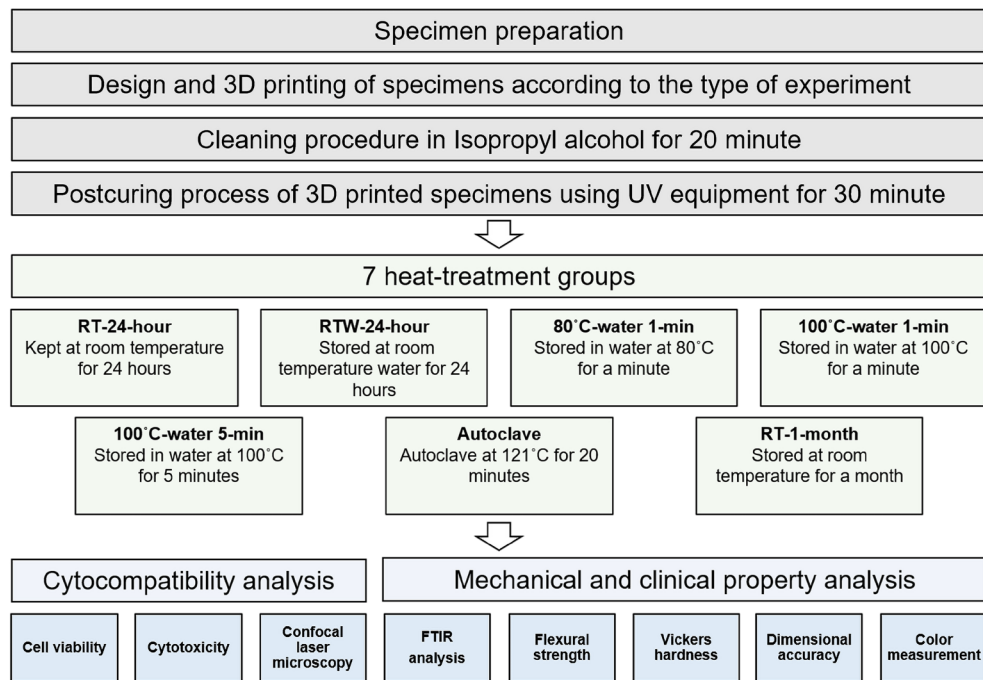 Specimen preparation
Design and 3D printing of specimens according to the type of experiment
Cleaning procedure in Isopropyl alcohol for 20 minute
Postcuring process of 3D printed specimens using UV equipment for 30 minute
7 heat-treatment groups
RT-24-hour
Kept at room temperature
for 24 hours
RTW-24-hour
Stored at room
temperature water for 24
hours
80˚C-water 1-min
Stored in water at 80˚C
for a minute
100˚C-water 1-min
Stored in water at 100˚C
for a minute
100˚C-water 5-min
Stored in water at 100˚C
for 5 minutes
Autoclave
Autoclave at 121˚C for 20
minutes
RT-1-month
Stored at room
temperature for a month
Cytocompatibility analysis
Mechanical and clinical property analysis
Cell viability
Cytotoxicity
Confocal
laser
microscopy
FTIR
analysis
Flexural
strength
Vickers
hardness
Dimensional
accuracy
Color
measurement